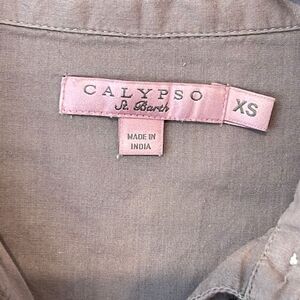 CALYPSO
St. Barth
XS
MADE IN
INDIA